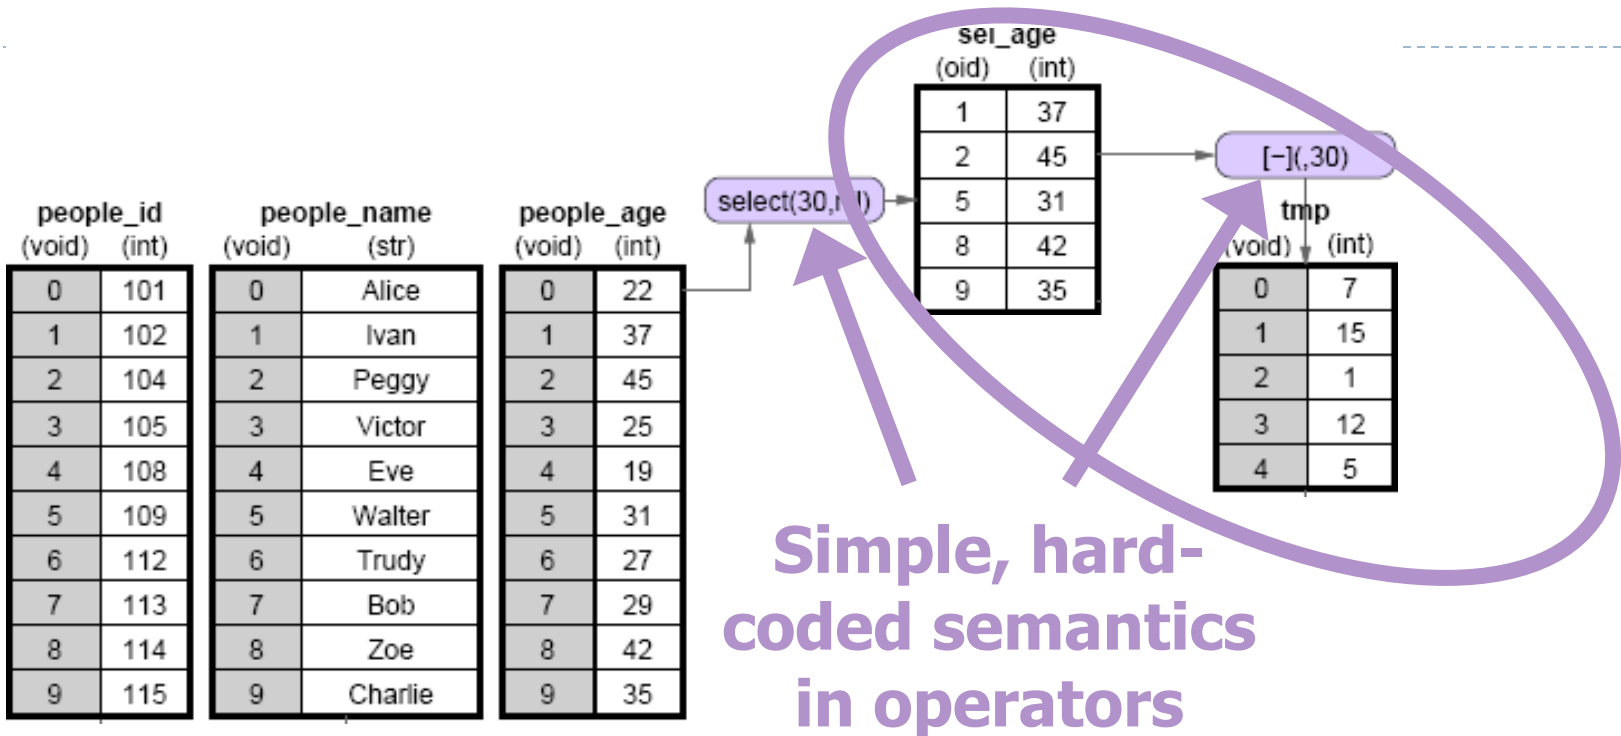 sel_age
(oid) (int)
1 37
2 45
5 31
8 42
9 35
[−](,30)
select(30,nil)
tmp
(void) (int)
0 7
1 15
2 1
3 12
4 5
people_id
(void) (int)
0 101
1 102
2 104
3 105
4 108
5 109
6 112
7 113
8 114
9 115
people_name
(void) (str)
0 Alice
1 Ivan
2 Peggy
3 Victor
4 Eve
5 Walter
6 Trudy
7 Bob
8 Zoe
9 Charlie
people_age
(void) (int)
0 22
1 37
2 45
3 25
4 19
5 31
6 27
7 29
8 42
9 35
Simple, hard-
coded semantics
in operators